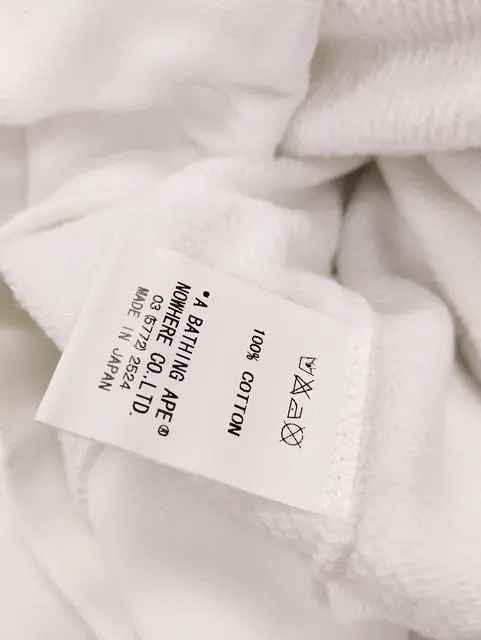 100% COTTON
•A BATHING APE®
NOWHERE CO.,LTD.
03 (5772) 2524
MADE IN JAPAN